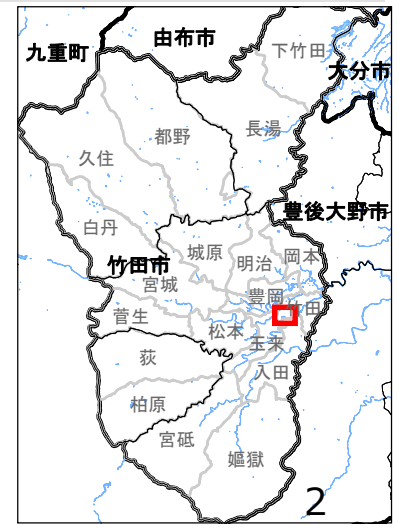 由布市
九重町
下竹田
大分市
都野
長湯
久住
豊後大野市
白丹
城原
岡本
明治
竹田市
宮城
豊岡
竹田
菅生
松本
玉来
荻
入田
柏原
宮砥
嫗獄
2